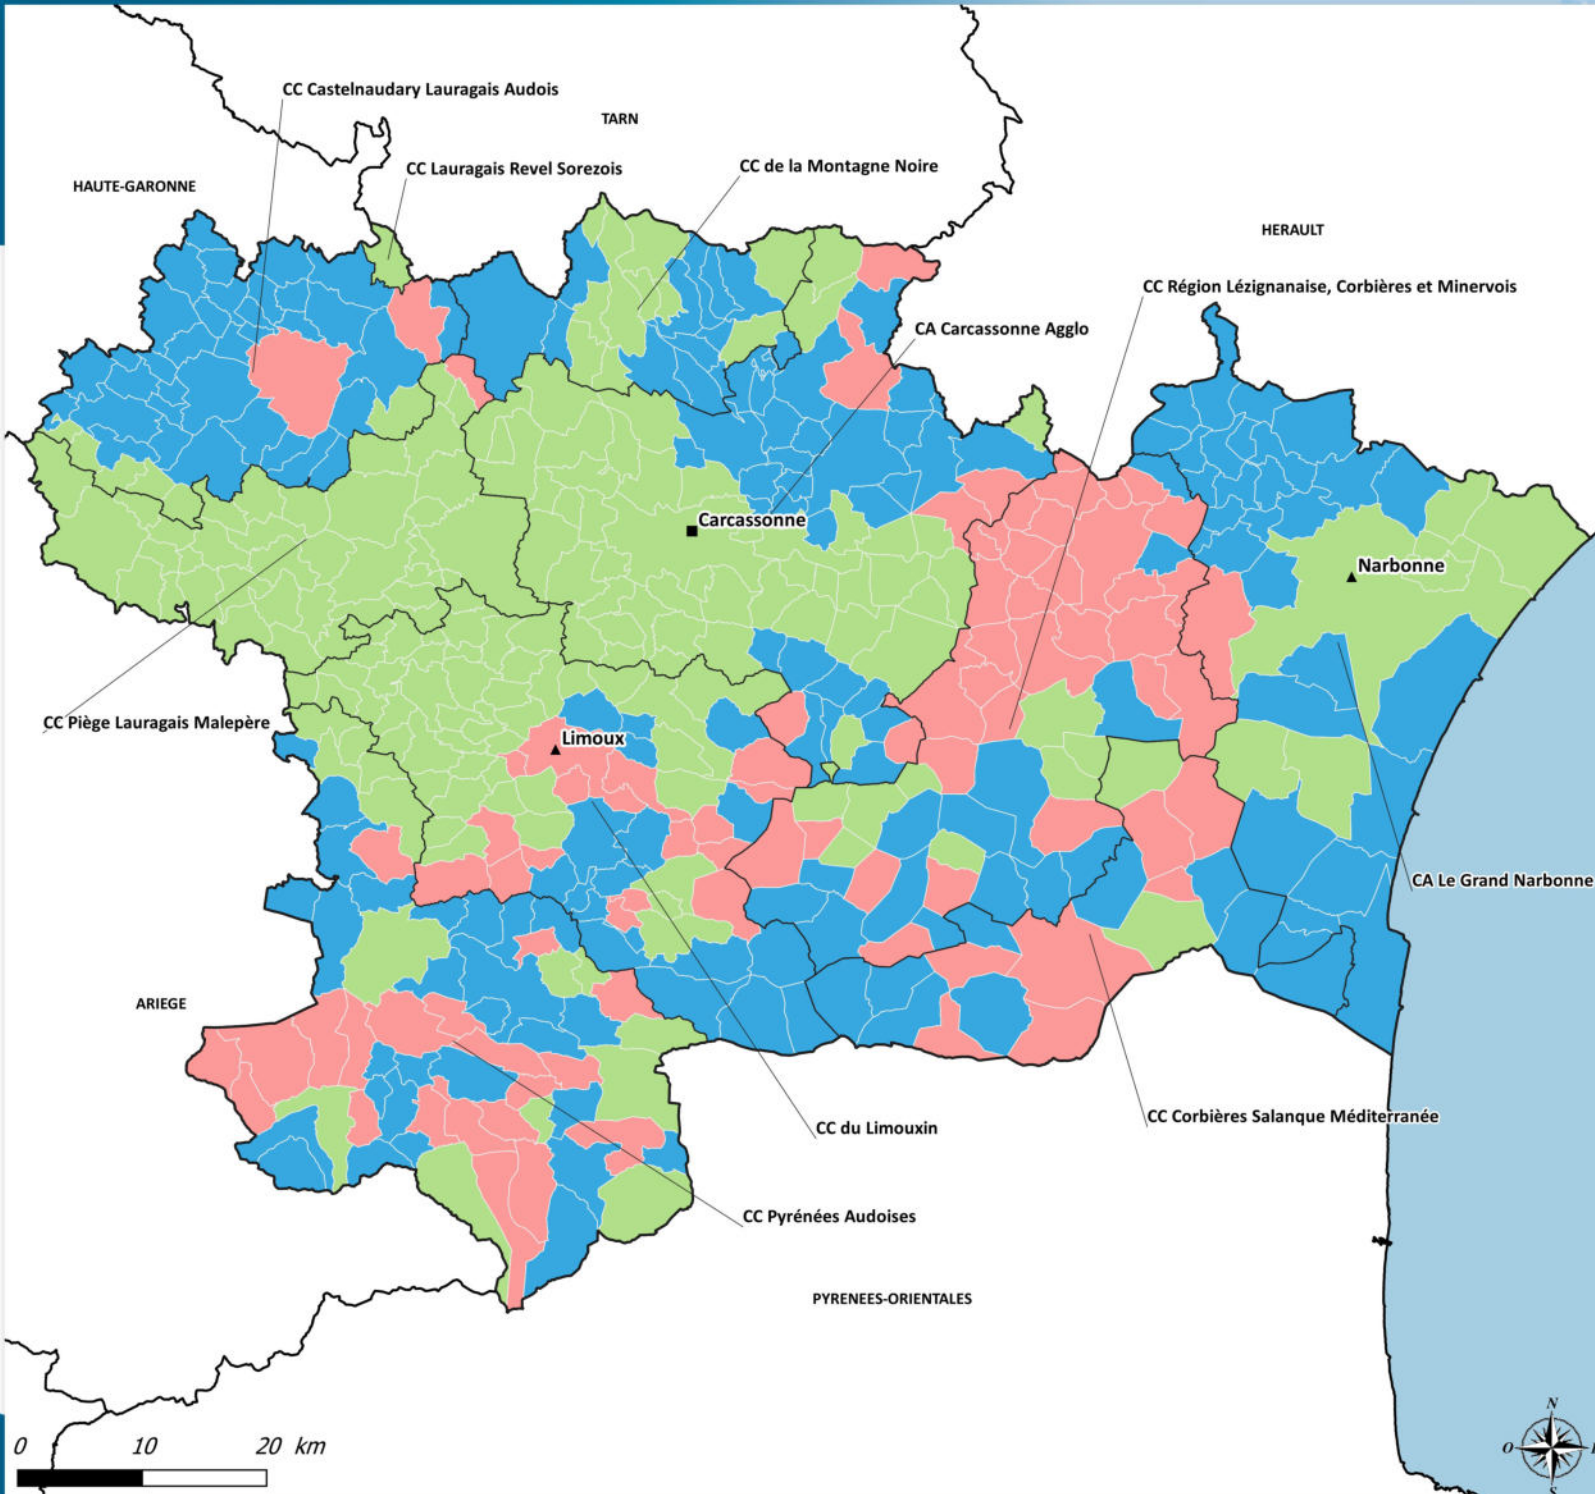 CC Castelnaudary Lauragais Audois
TARN
CC Lauragais Revel Sorezois
CC de la Montagne Noire
HAUTE-GARONNE
HERAULT
CC Région Lézignanaise, Corbières et Minervois
CA Carcassonne Agglo
Carcassonne
Narbonne
CC Piège Lauragais Malepère
Limoux
CA Le Grand Narbonne
ARIEGE
CC du Limouxin
CC Corbières Salanque Méditerranée
CC Pyrénées Audoises
PYRENEES-ORIENTALES
N
0 10 20 km
O
S